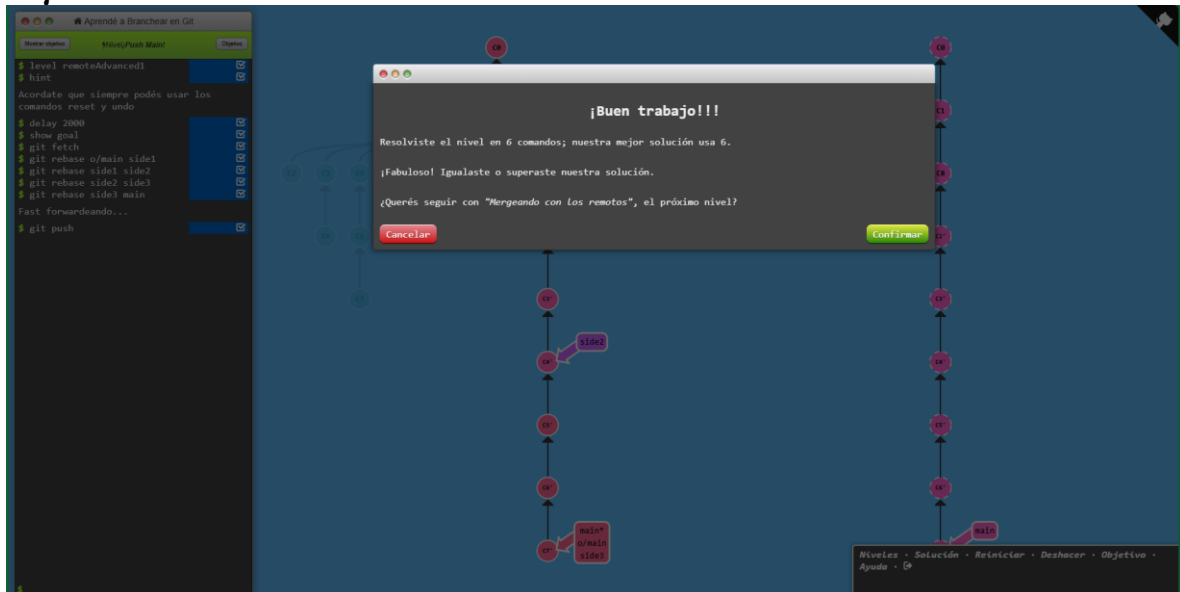 Aprendé a Branchear en Git
Mostrar objetivo
Push Main!
Objetivo
$ level remoteAdvanced1
$ hint
Acordate que siempre podés usar los
comandos reset y undo
$ delay 2000
$ show goal
$ git fetch
$ git rebase o/main side1
$ git rebase side1 side2
$ git rebase side2 side3
$ git rebase side3 main
Fast forwardeando...
$ git push
$
C0
C0
¡Buen trabajo!!!
Resolviste el nivel en 6 comandos; nuestra mejor solución usa 6.
¡Fabuloso! Igualaste o superaste nuestra solución.
¿Querés seguir con "Mergeando con los remotos", el próximo nivel?
Cancelar
Confirmar
C1
side2
main*
o/main
side3
main
Niveles · Solución · Reiniciar · Deshacer · Objetivo ·
Ayuda ·